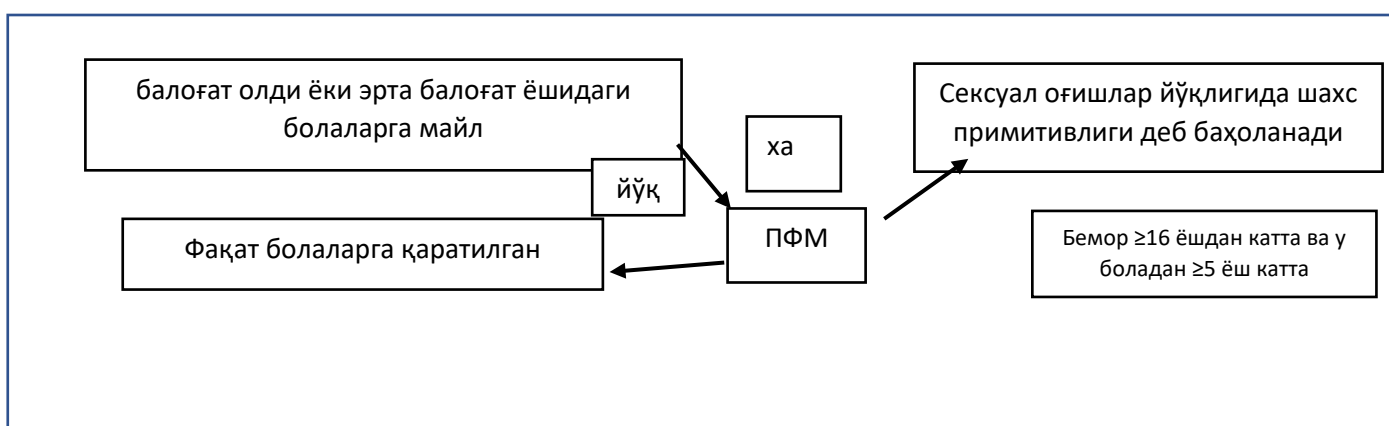 балоғат олди ёки эрта балоғат ёшидаги
болаларга майл
ха
Сексуал оғишлар йўқлигида шахс
примитивлиги деб баҳоланади
йўқ
Фақат болаларга қаратилган
ПФМ
Бемор ≥16 ёшдан катта ва у
боладан ≥5 ёш катта